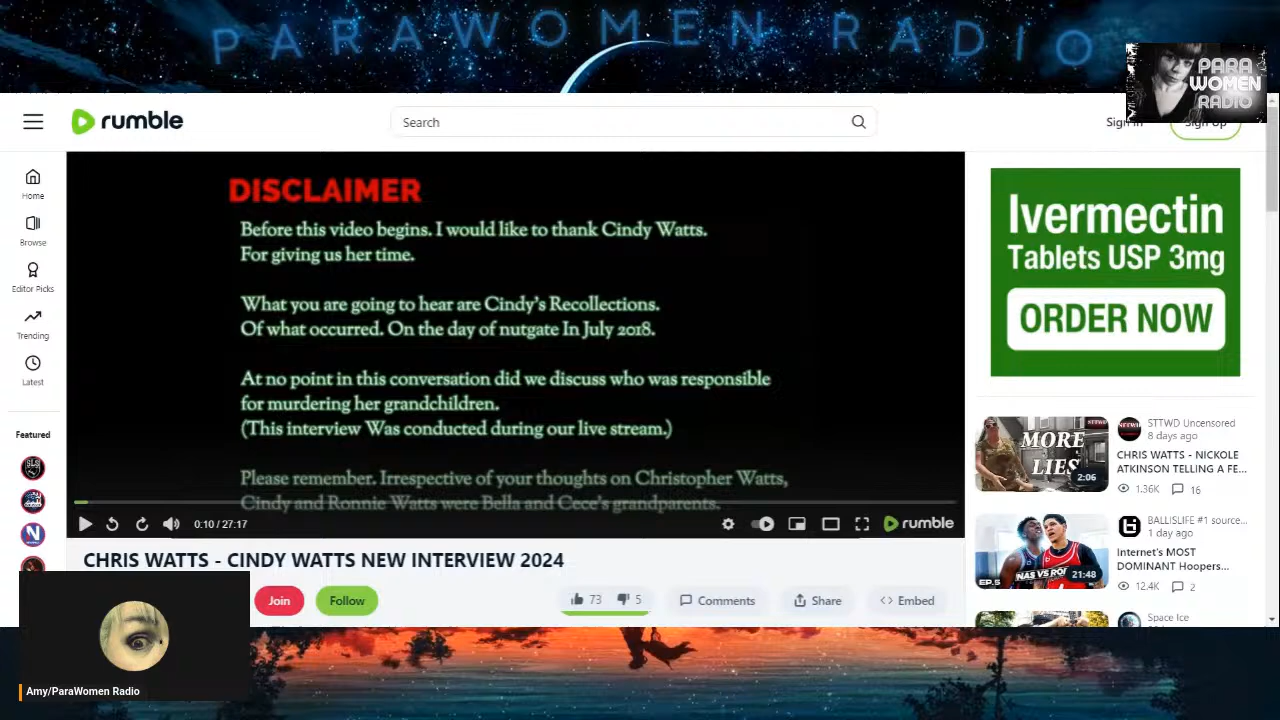 PARAWOMEN RADIO
PARA
WOMEN
RADIO
rumble
Search
Sign In
Sign Up
Home
Browse
Editor Picks
Trending
Latest
Featured
DISCLAIMER
Before this video begins. I would like to thank Cindy Watts.
For giving us her time.
What you are going to hear are Cindy's Recollections.
Of what occurred. On the day of nutgate In July 2018.
At no point in this conversation did we discuss who was responsible
for murdering her grandchildren.
(This interview Was conducted during our live stream.)
Please remember. Irrespective of your thoughts on Christopher Watts,
Cindy and Ronnie Watts were Bella and Cece's grandparents.
0:10 / 27:17
rumble
CHRIS WATTS - CINDY WATTS NEW INTERVIEW 2024
Join
Follow
73
5
Comments
Share
Embed
Ivermectin
Tablets USP 3mg
ORDER NOW
MORE
LIES
2:06
STTWD Uncensored
8 days ago
CHRIS WATTS - NICKOLE
ATKINSON TELLING A FE...
1.36K
16
EP.5
NAS VS RO
21:48
BALLISLIFE #1 source...
1 day ago
Internet's MOST
DOMINANT Hoopers...
12.4K
2
Space Ice
Amy/ParaWomen Radio